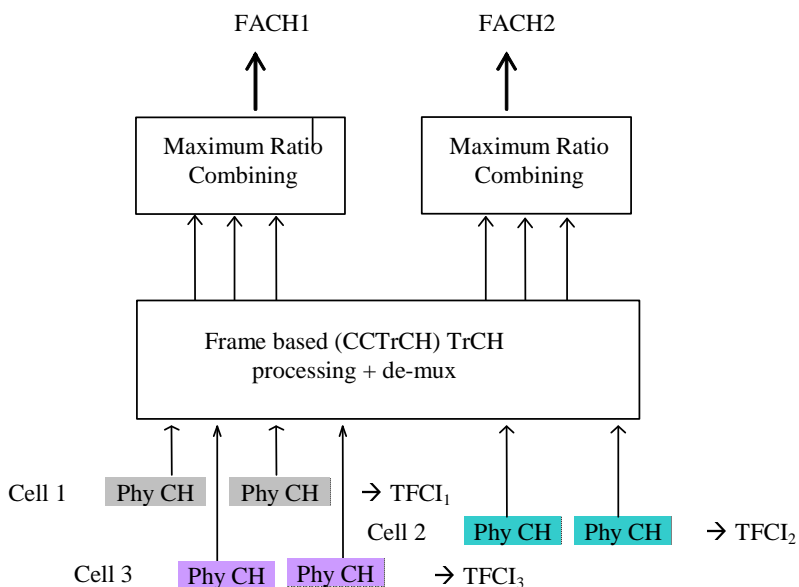 FACH1 FACH2
Maximum Ratio
Combining
Maximum Ratio
Combining
Frame based (CCTrCH) TrCH
processing + de-mux
Cell 1 Phy CH Phy CH → TFCI₁
Cell 2 Phy CH Phy CH → TFCI₂
Cell 3 Phy CH Phy CH → TFCI₃